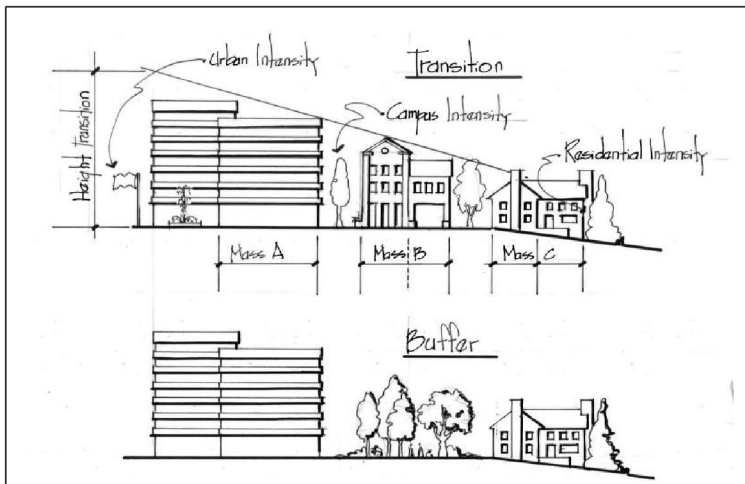 Urban Intensity
Transition
Height Transition
Campus Intensity
Residential Intensity
Mass A
Mass B
Mass C
Buffer